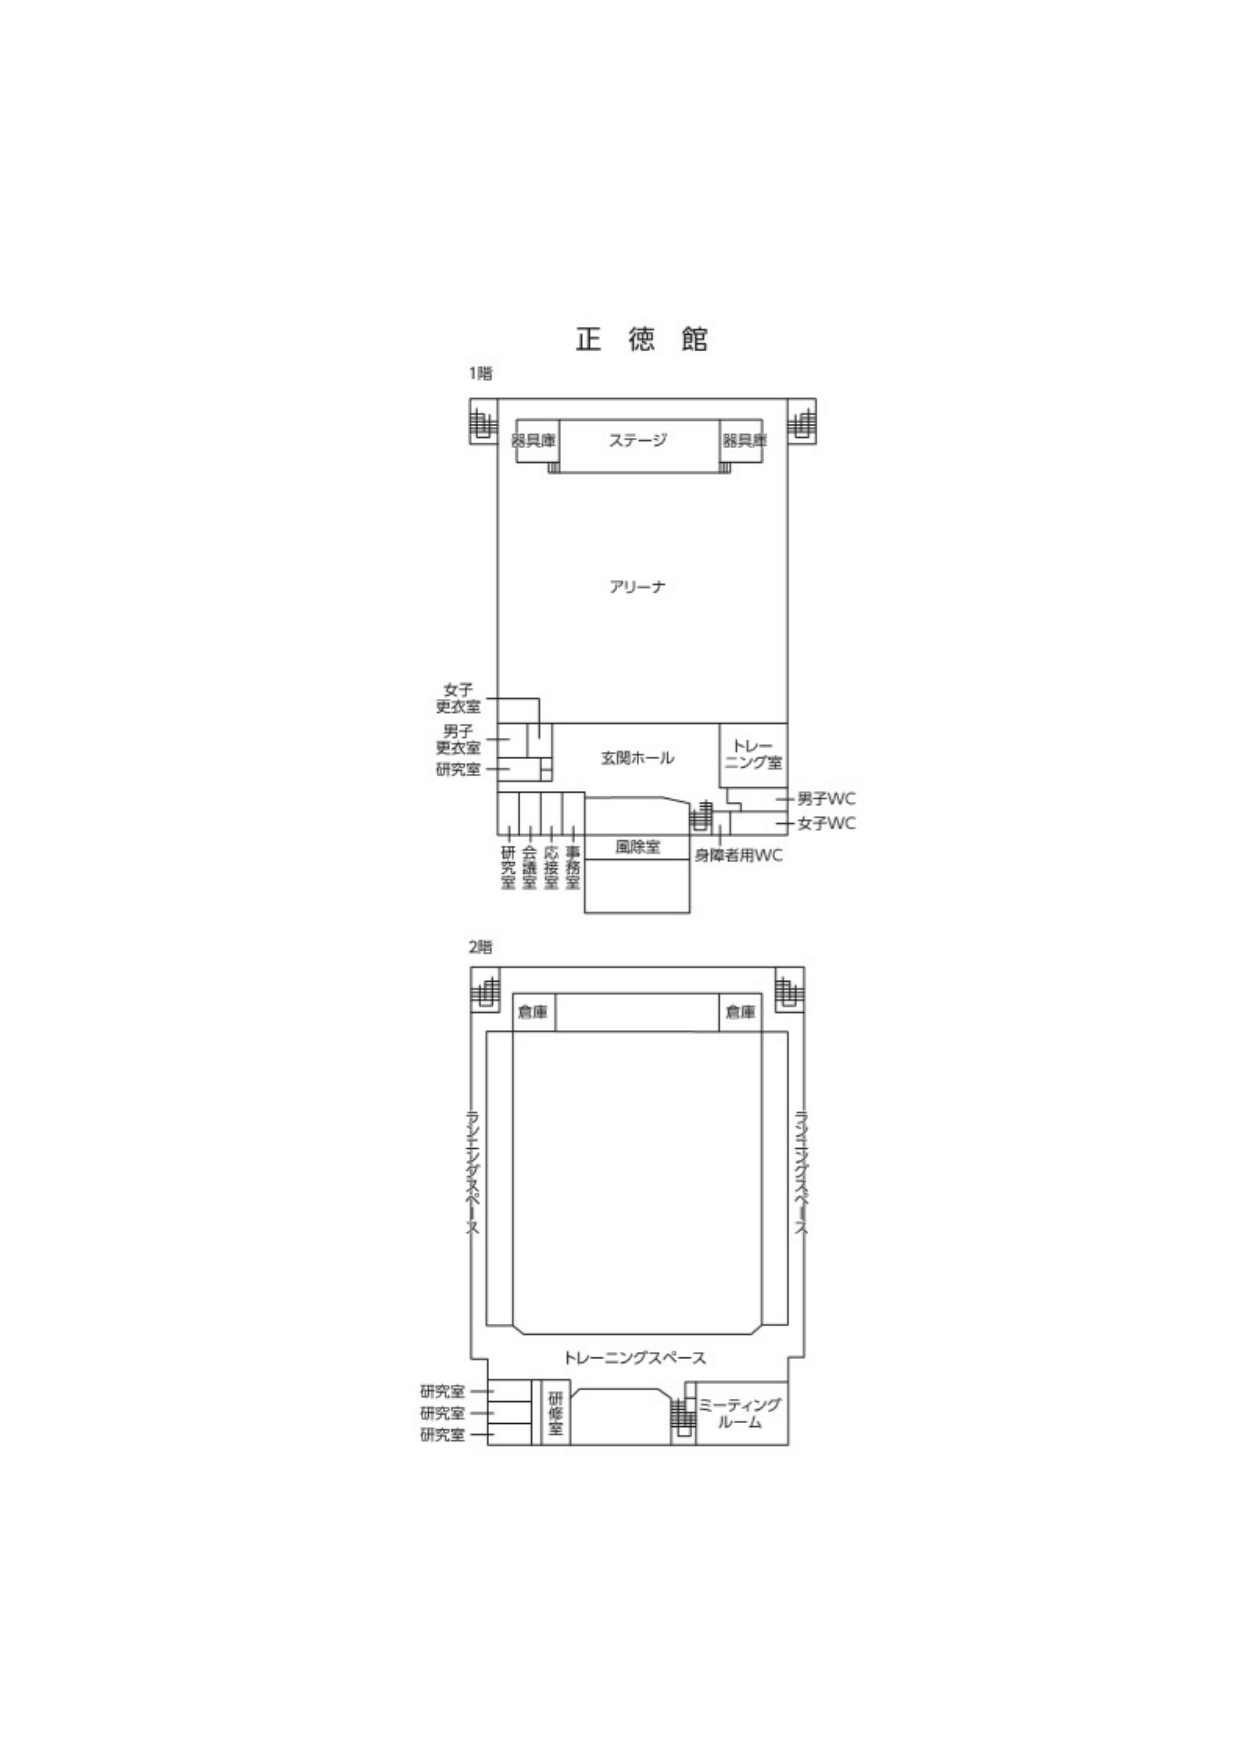 正徳館
1階
器具庫
ステージ
器具庫
アリーナ
女子
更衣室
男子
更衣室
研究室
玄関ホール
トレー
ニング室
男子WC
女子WC
身障者用WC
風除室
研究室
会議室
応接室
事務室
2階
倉庫
倉庫
ランニングスペース
ランニングスペース
トレーニングスペース
研究室
研究室
研究室
研修室
ミーティング
ルーム